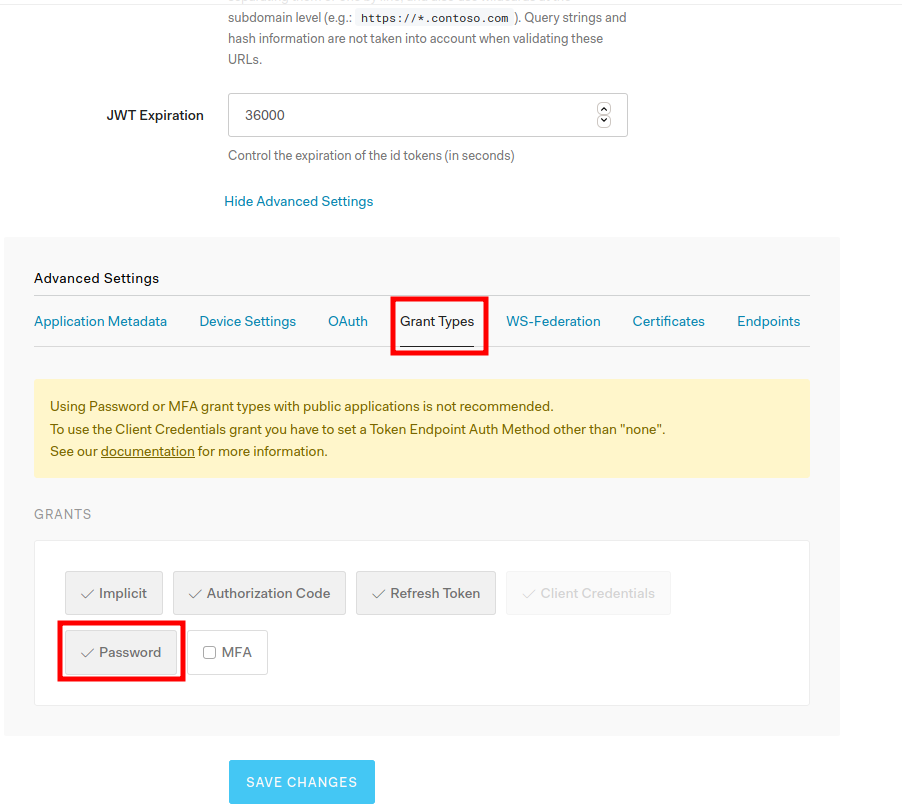 subdomain level (e.g.: https://*.contoso.com ). Query strings and
hash information are not taken into account when validating these
URLs.
JWT Expiration
36000
Control the expiration of the id tokens (in seconds)
Hide Advanced Settings
Advanced Settings
Application Metadata Device Settings OAuth Grant Types WS-Federation Certificates Endpoints
Using Password or MFA grant types with public applications is not recommended.
To use the Client Credentials grant you have to set a Token Endpoint Auth Method other than "none".
See our documentation for more information.
GRANTS
Implicit Authorization Code Refresh Token Client Credentials
Password MFA
SAVE CHANGES